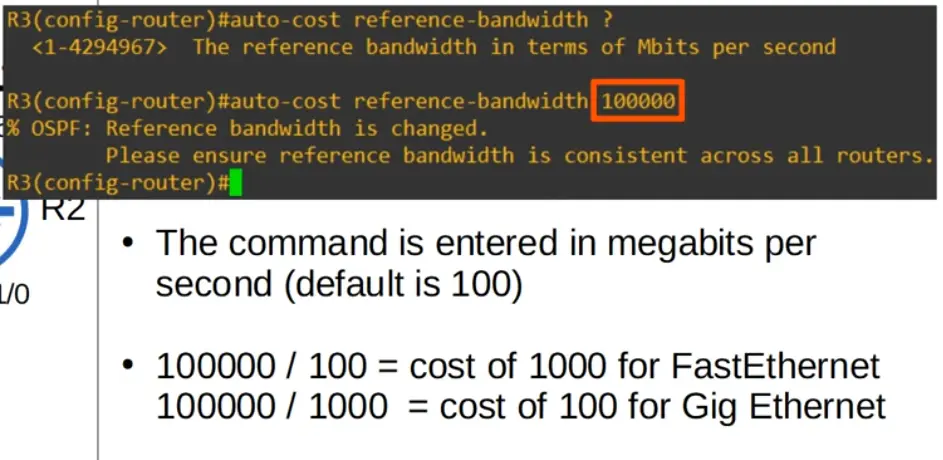 R3(config-router)#auto-cost reference-bandwidth ?
<1-4294967> The reference bandwidth in terms of Mbits per second
R3(config-router)#auto-cost reference-bandwidth 100000
% OSPF: Reference bandwidth is changed.
Please ensure reference bandwidth is consistent across all routers.
R3(config-router)#
R2
• The command is entered in megabits per
second (default is 100)
1/0
• 100000 / 100 = cost of 1000 for FastEthernet
100000 / 1000 = cost of 100 for Gig Ethernet